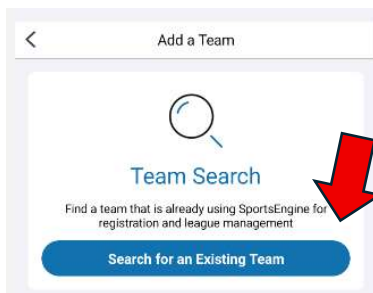 Add a Team
Team Search
Find a team that is already using SportsEngine for
registration and league management
Search for an Existing Team